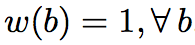 w(b) = 1, ∀ b